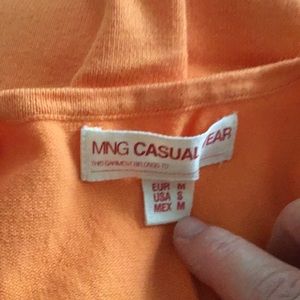 MNG CASUAL WEAR
THIS GARMENT BELONGS TO
EUR M
USA S
MEX M